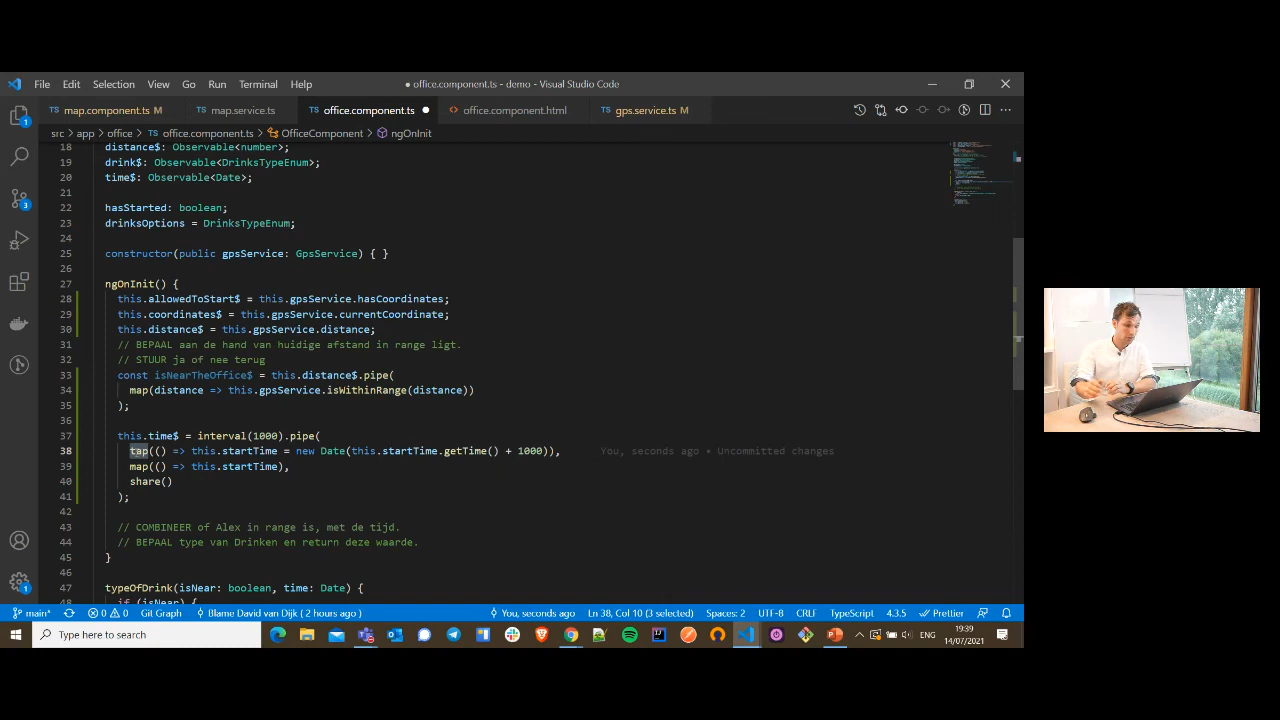 File Edit Selection View Go Run Terminal Help
● office.component.ts - demo - Visual Studio Code
TS map.component.ts M
TS map.service.ts
TS office.component.ts ●
<> office.component.html
TS gps.service.ts M
src > app > office > TS office.component.ts > OfficeComponent > ngOnInit
18 distance$: Observable<number>;
19 drink$: Observable<DrinksTypeEnum>;
20 time$: Observable<Date>;
21
22 hasStarted: boolean;
23 drinksOptions = DrinksTypeEnum;
24
25 constructor(public gpsService: GpsService) { }
26
27 ngOnInit() {
28 this.allowedToStart$ = this.gpsService.hasCoordinates;
29 this.coordinates$ = this.gpsService.currentCoordinate;
30 this.distance$ = this.gpsService.distance;
31 // BEPAAL aan de hand van huidige afstand in range ligt.
32 // STUUR ja of nee terug
33 const isNearTheOffice$ = this.distance$.pipe(
34 map(distance => this.gpsService.isWithinRange(distance))
35 );
36
37 this.time$ = interval(1000).pipe(
38 tap(() => this.startTime = new Date(this.startTime.getTime() + 1000)), You, seconds ago • Uncommitted changes
39 map(() => this.startTime),
40 share()
41 );
42
43 // COMBINEER of Alex in range is, met de tijd.
44 // BEPAAL type van Drinken en return deze waarde.
45 }
46
47 typeOfDrink(isNear: boolean, time: Date) {
48 if (isNear) {
1
3
1
main* 0 0 Git Graph Blame David van Dijk ( 2 hours ago ) You, seconds ago Ln 38, Col 10 (3 selected) Spaces: 2 UTF-8 CRLF TypeScript 4.3.5 Prettier
Type here to search
ENG
19:39
14/07/2021